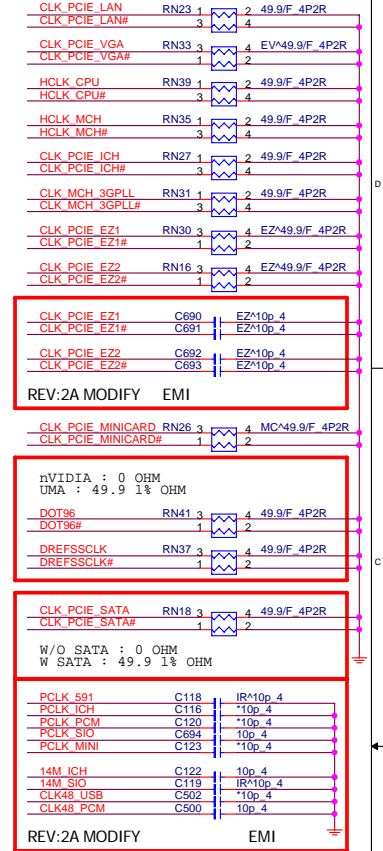 CLK_PCIE_LAN RN23 1 2 49.9/F_4P2R
CLK_PCIE_LAN# 3 4
CLK_PCIE_VGA RN33 3 4 EV^49.9/F_4P2R
CLK_PCIE_VGA# 1 2
HCLK_CPU RN39 1 2 49.9/F_4P2R
HCLK_CPU# 3 4
HCLK_MCH RN35 1 2 49.9/F_4P2R
HCLK_MCH# 3 4
CLK_PCIE_ICH RN27 1 2 49.9/F_4P2R
CLK_PCIE_ICH# 3 4
CLK_MCH_3GPLL RN31 1 2 49.9/F_4P2R
CLK_MCH_3GPLL# 3 4
D
CLK_PCIE_EZ1 RN30 3 4 EZ^49.9/F_4P2R
CLK_PCIE_EZ1# 1 2
CLK_PCIE_EZ2 RN16 3 4 EZ^49.9/F_4P2R
CLK_PCIE_EZ2# 1 2
CLK_PCIE_EZ1 C690 EZ^10p_4
CLK_PCIE_EZ1# C691 EZ^10p_4
CLK_PCIE_EZ2 C692 EZ^10p_4
CLK_PCIE_EZ2# C693 EZ^10p_4
REV:2A MODIFY EMI
CLK_PCIE_MINICARD RN26 3 4 MC^49.9/F_4P2R
CLK_PCIE_MINICARD# 1 2
nVIDIA : 0 OHM
UMA : 49.9 1% OHM
DOT96 RN41 3 4 49.9/F_4P2R
DOT96# 1 2
DREFSSCLK RN37 3 4 49.9/F_4P2R
DREFSSCLK# 1 2
C
CLK_PCIE_SATA RN18 3 4 49.9/F_4P2R
CLK_PCIE_SATA# 1 2
W/O SATA : 0 OHM
W SATA : 49.9 1% OHM
PCLK_591 C118 IR^10p_4
PCLK_ICH C116 *10p_4
PCLK_PCM C120 *10p_4
PCLK_SIO C694 10p_4
PCLK_MINI C123 *10p_4
14M_ICH C122 10p_4
14M_SIO C119 IR^10p_4
CLK48_USB C502 *10p_4
CLK48_PCM C500 10p_4
REV:2A MODIFY EMI